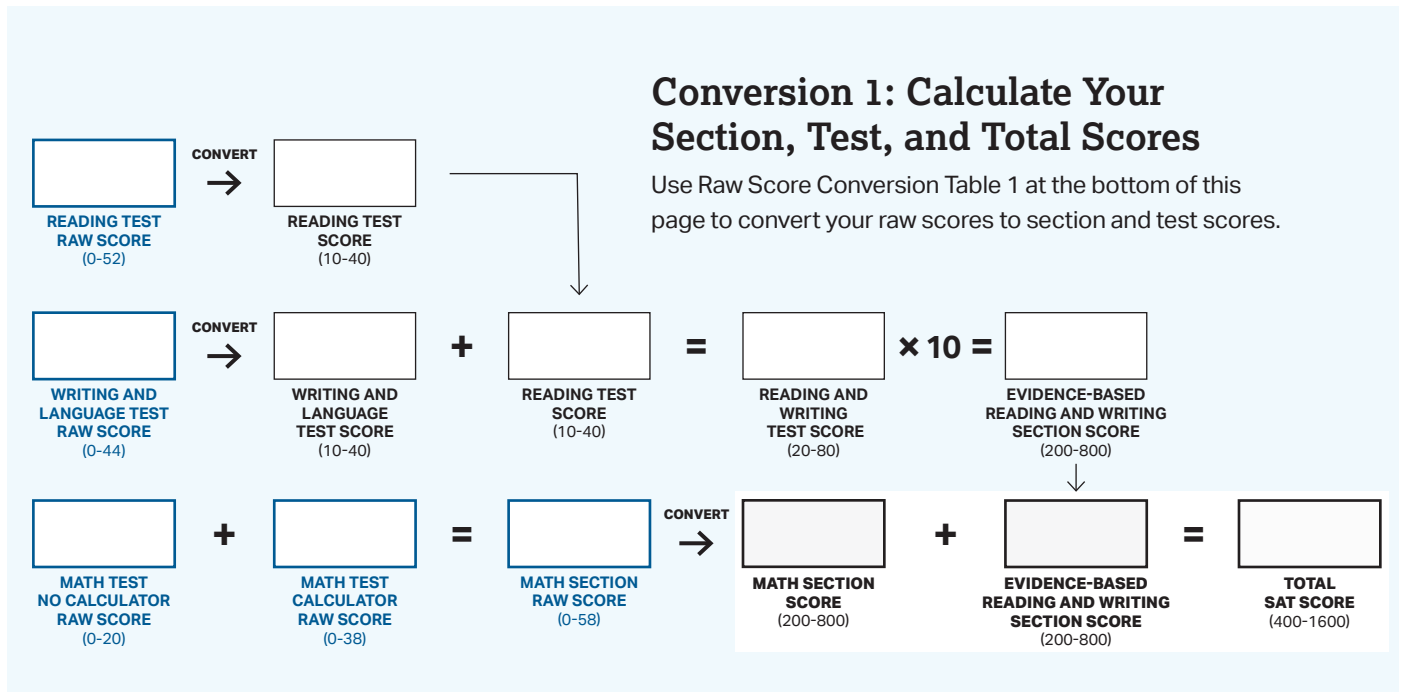 Conversion 1: Calculate Your
Section, Test, and Total Scores
Use Raw Score Conversion Table 1 at the bottom of this
page to convert your raw scores to section and test scores.
CONVERT
READING TEST
RAW SCORE
(0-52)
READING TEST
SCORE
(10-40)
CONVERT
+
=
× 10 =
WRITING AND
LANGUAGE TEST
RAW SCORE
(0-44)
WRITING AND
LANGUAGE
TEST SCORE
(10-40)
READING TEST
SCORE
(10-40)
READING AND
WRITING
TEST SCORE
(20-80)
EVIDENCE-BASED
READING AND WRITING
SECTION SCORE
(200-800)
+
=
CONVERT
+
=
MATH TEST
NO CALCULATOR
RAW SCORE
(0-20)
MATH TEST
CALCULATOR
RAW SCORE
(0-38)
MATH SECTION
RAW SCORE
(0-58)
MATH SECTION
SCORE
(200-800)
EVIDENCE-BASED
READING AND WRITING
SECTION SCORE
(200-800)
TOTAL
SAT SCORE
(400-1600)